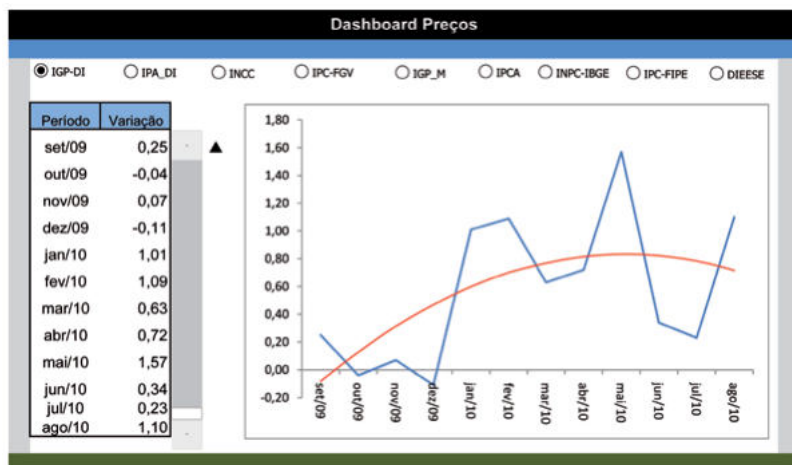 Dashboard Preços
IGP-DI IPA_DI INCC IPC-FGV IGP_M IPCA INPC-IBGE IPC-FIPE DIEESE
Período Variação
set/09 0,25
out/09 -0,04
nov/09 0,07
dez/09 -0,11
jan/10 1,01
fev/10 1,09
mar/10 0,63
abr/10 0,72
mai/10 1,57
jun/10 0,34
jul/10 0,23
ago/10 1,10
1,80
1,60
1,40
1,20
1,00
0,80
0,60
0,40
0,20
0,00
-0,20
set/09 out/09 nov/09 dez/09 jan/10 fev/10 mar/10 abr/10 mai/10 jun/10 jul/10 ago/10